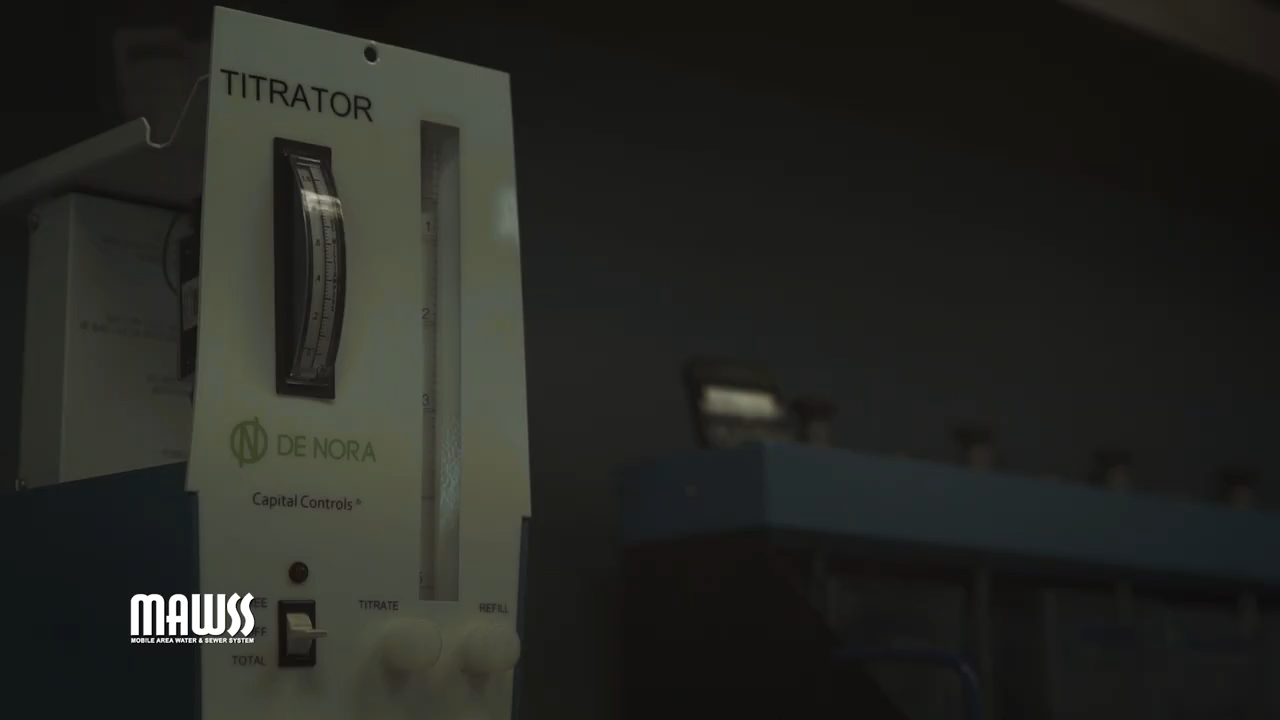 TITRATOR
1
2
3
DE NORA
Capital Controls®
TITRATE
REFILL
TOTAL
MAWSS
MOBILE AREA WATER & SEWER SYSTEM